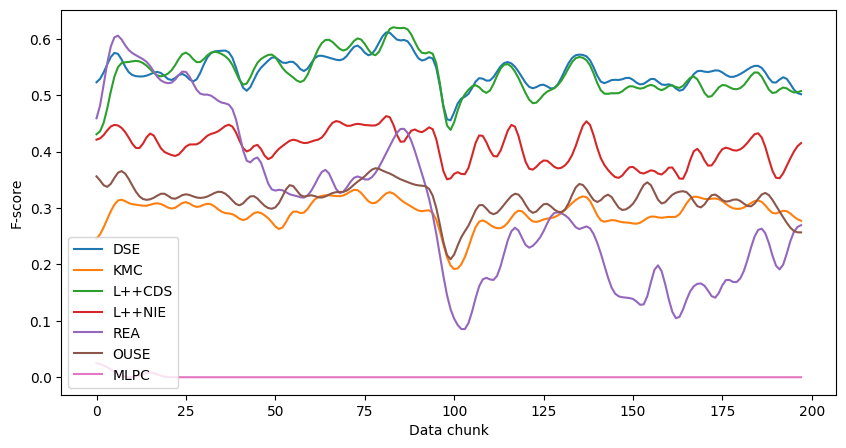 F-score
0.6
0.5
0.4
0.3
0.2
0.1
0.0
DSE
KMC
L++CDS
L++NIE
REA
OUSE
MLPC
0 25 50 75 100 125 150 175 200
Data chunk